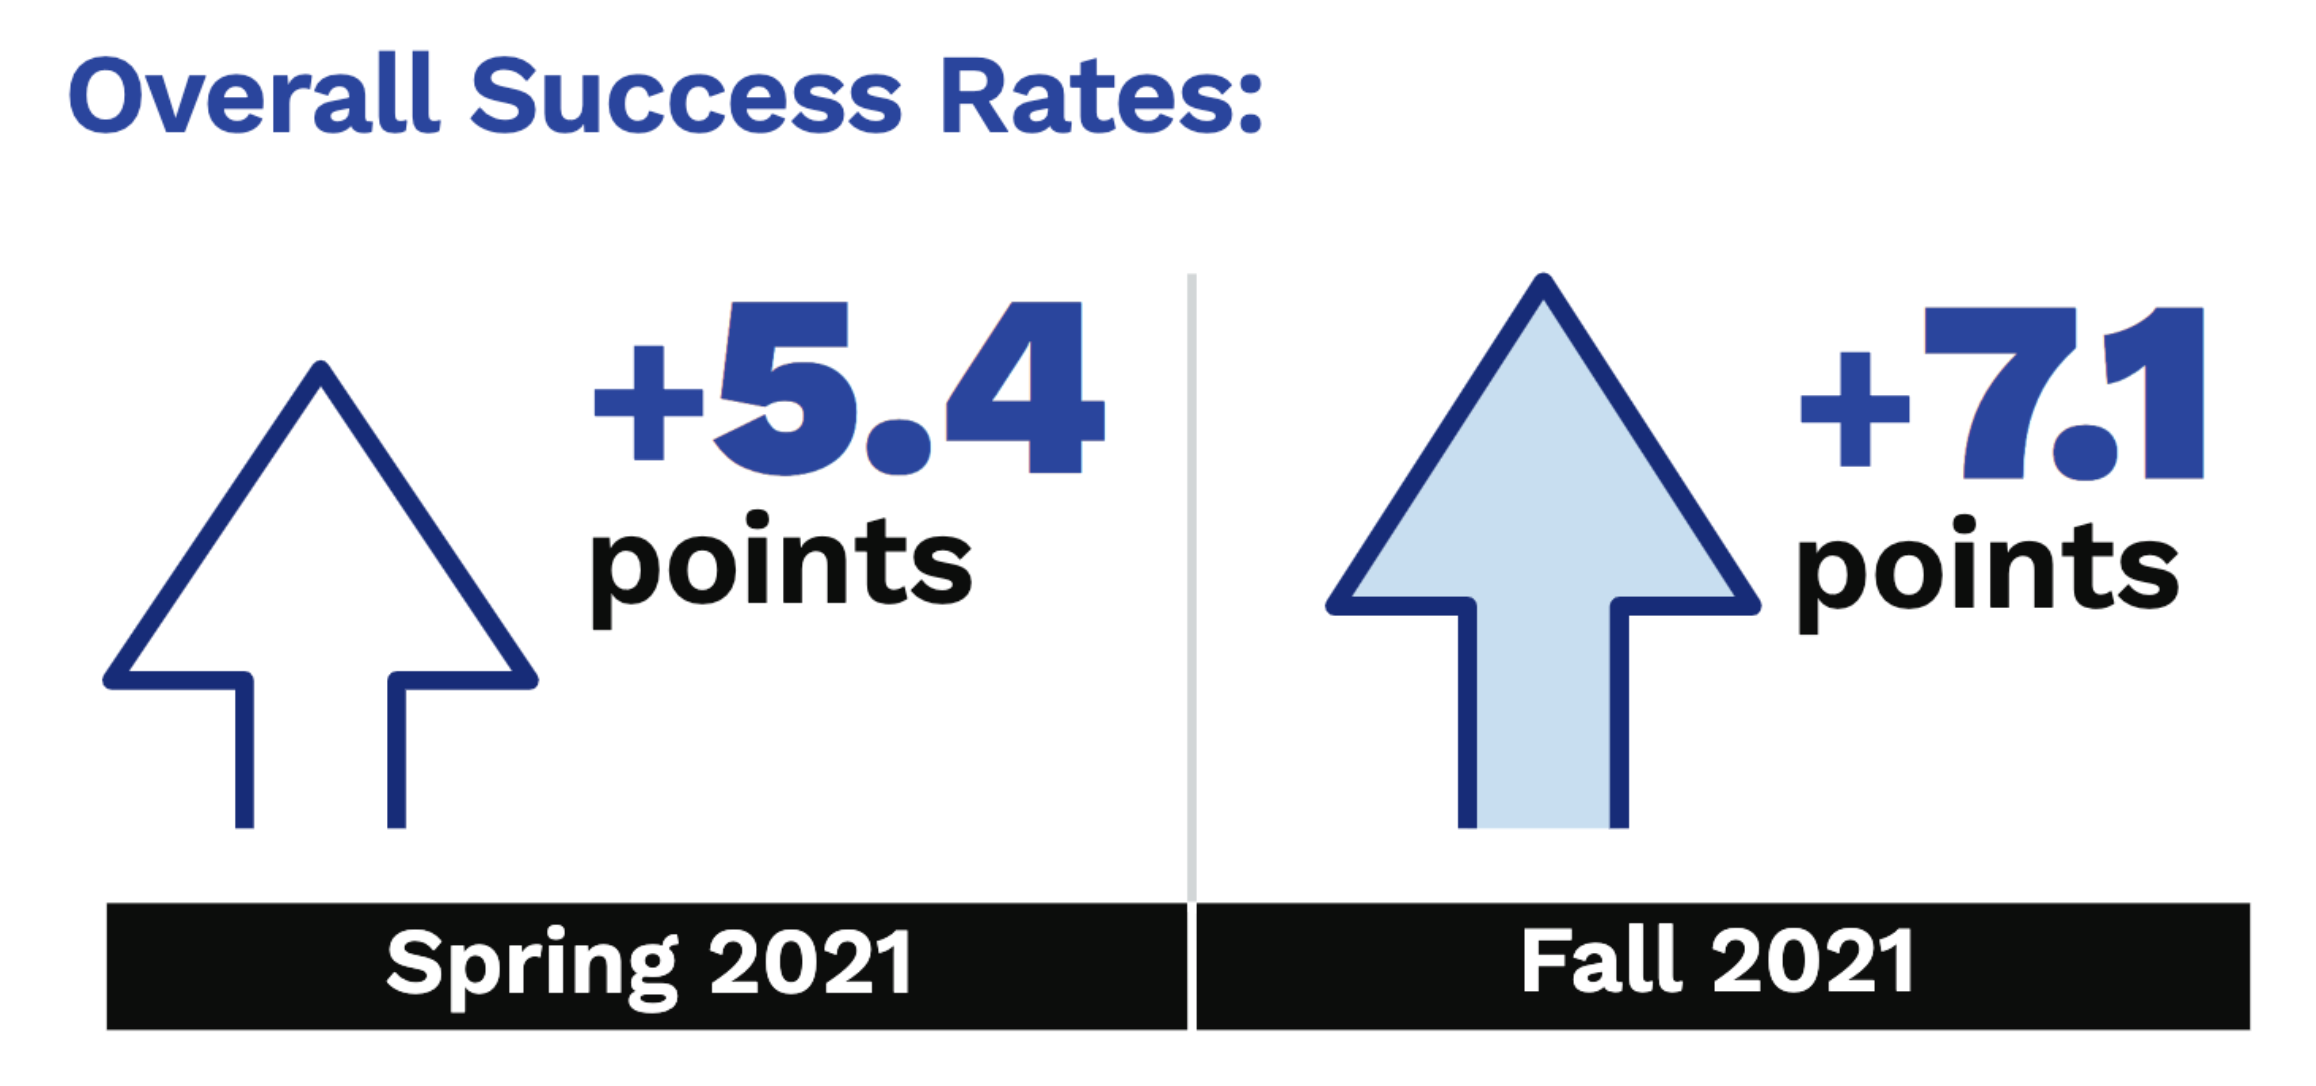 Overall Success Rates:
+5.4
points
+7.1
points
Spring 2021
Fall 2021